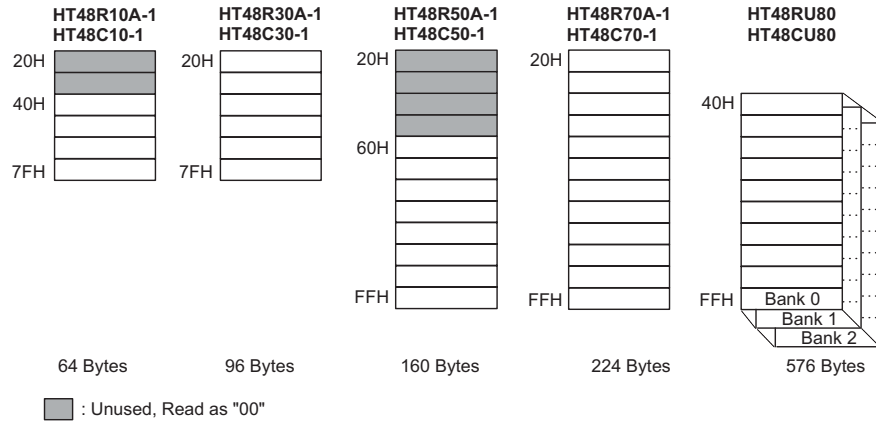 HT48R10A-1
HT48C10-1
20H
40H
7FH
64 Bytes
HT48R30A-1
HT48C30-1
20H
7FH
96 Bytes
HT48R50A-1
HT48C50-1
20H
60H
FFH
160 Bytes
HT48R70A-1
HT48C70-1
20H
FFH
224 Bytes
HT48RU80
HT48CU80
40H
FFH
Bank 0
Bank 1
Bank 2
576 Bytes
: Unused, Read as "00"